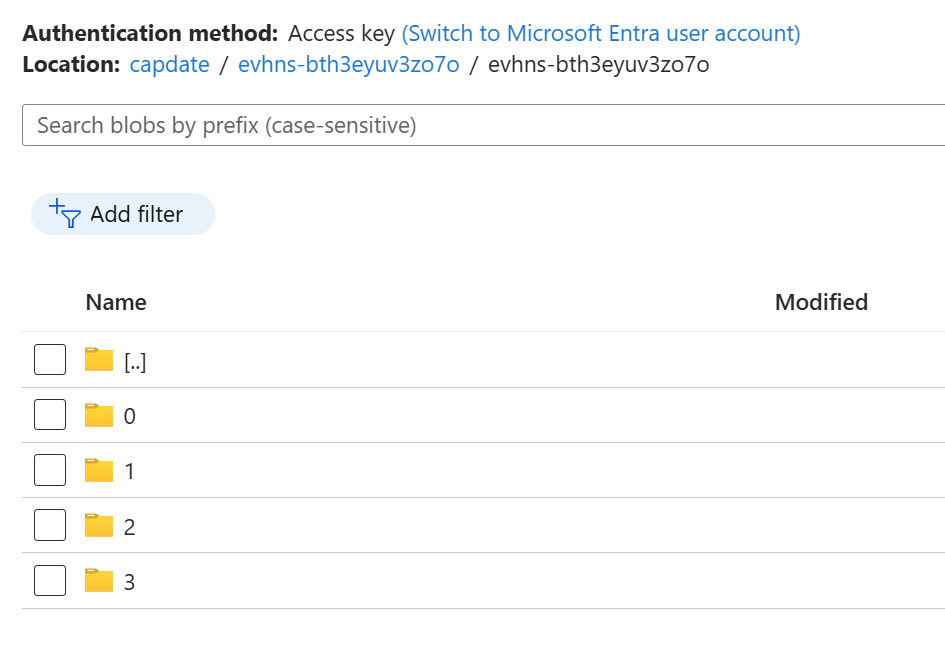 Authentication method: Access key (Switch to Microsoft Entra user account)
Location: capdate / evhns-bth3eyuv3zo7o / evhns-bth3eyuv3zo7o
Search blobs by prefix (case-sensitive)
Add filter
Name Modified
[..]
0
1
2
3